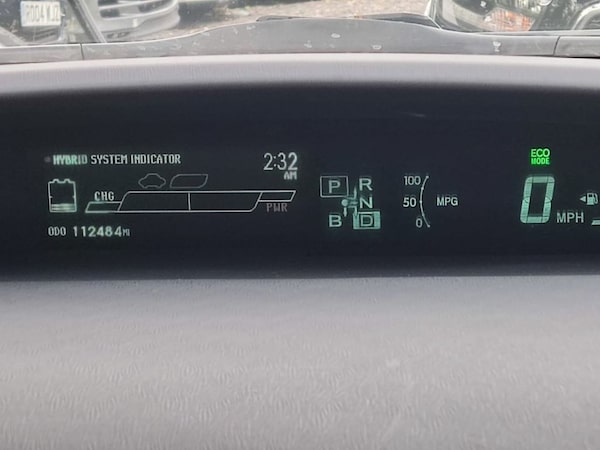 HYBRID SYSTEM INDICATOR
2:32
AM
CHG
PWR
ODO 112484MI
P R
N
B D
100
50
0
MPG
ECO
MODE
0
MPH